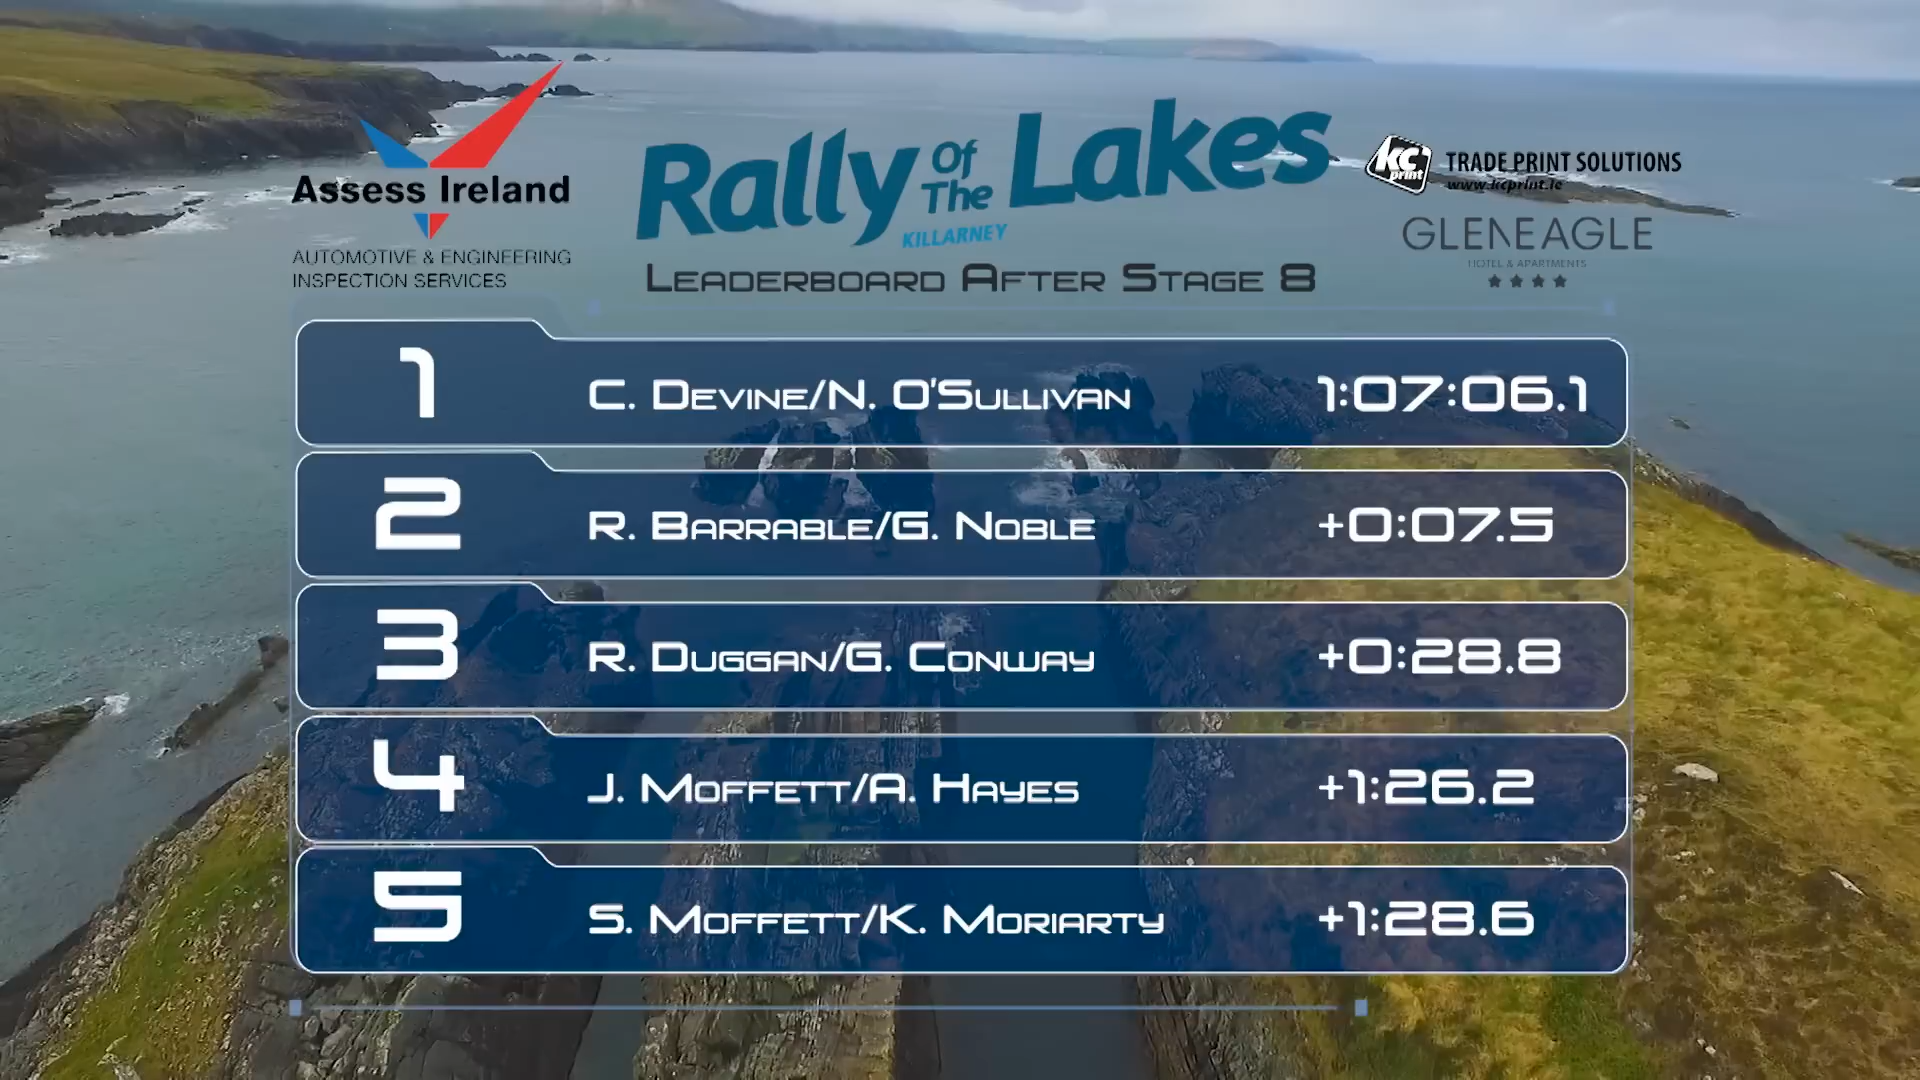 Assess Ireland
AUTOMOTIVE & ENGINEERING
INSPECTION SERVICES
Rally Of The Lakes
KILLARNEY
kc print
TRADE PRINT SOLUTIONS
www.kcprint.ie
GLENEAGLE
HOTEL & APARTMENTS
Leaderboard After Stage 8
1 C. Devine/N. O'Sullivan 1:07:06.1
2 R. Barrable/G. Noble +0:07.5
3 R. Duggan/G. Conway +0:28.8
4 J. Moffett/A. Hayes +1:26.2
5 S. Moffett/K. Moriarty +1:28.6